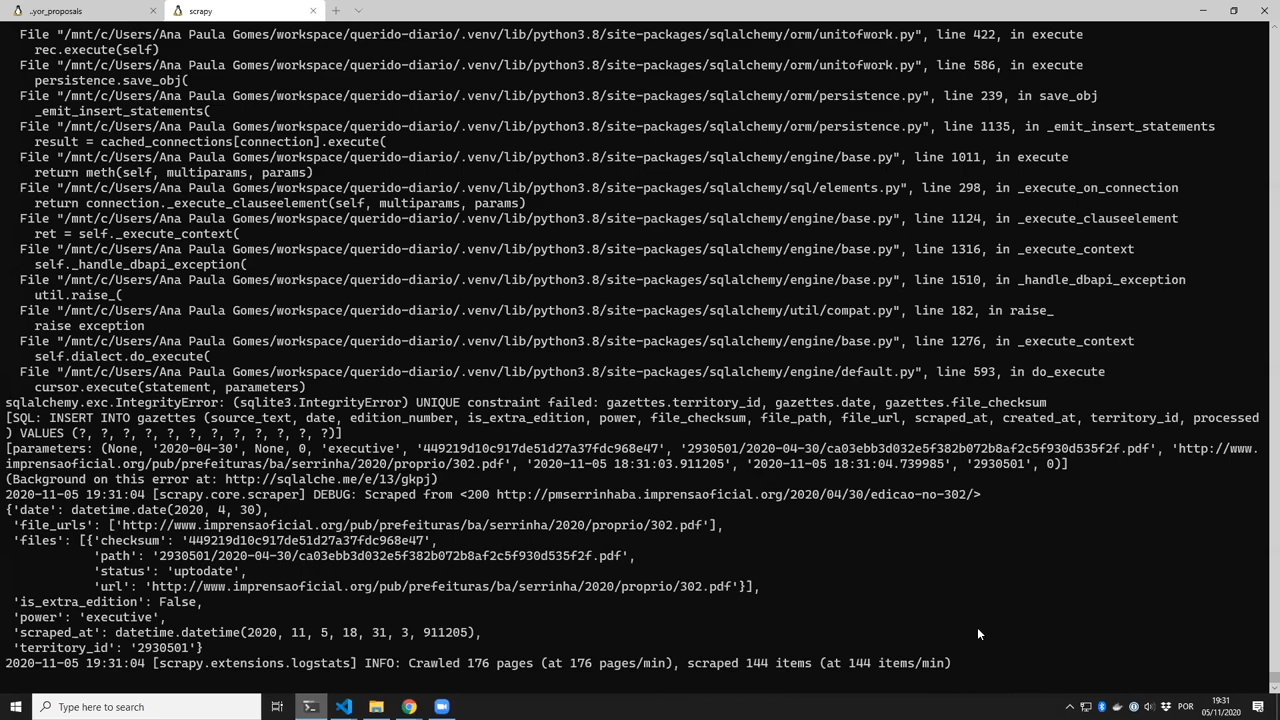 ..yor_proposals
scrapy
File "/mnt/c/Users/Ana Paula Gomes/workspace/querido-diario/.venv/lib/python3.8/site-packages/sqlalchemy/orm/unitofwork.py", line 422, in execute
rec.execute(self)
File "/mnt/c/Users/Ana Paula Gomes/workspace/querido-diario/.venv/lib/python3.8/site-packages/sqlalchemy/orm/unitofwork.py", line 586, in execute
persistence.save_obj(
File "/mnt/c/Users/Ana Paula Gomes/workspace/querido-diario/.venv/lib/python3.8/site-packages/sqlalchemy/orm/persistence.py", line 239, in save_obj
_emit_insert_statements(
File "/mnt/c/Users/Ana Paula Gomes/workspace/querido-diario/.venv/lib/python3.8/site-packages/sqlalchemy/orm/persistence.py", line 1135, in _emit_insert_statements
result = cached_connections[connection].execute(
File "/mnt/c/Users/Ana Paula Gomes/workspace/querido-diario/.venv/lib/python3.8/site-packages/sqlalchemy/engine/base.py", line 1011, in execute
return meth(self, multiparams, params)
File "/mnt/c/Users/Ana Paula Gomes/workspace/querido-diario/.venv/lib/python3.8/site-packages/sqlalchemy/sql/elements.py", line 298, in _execute_on_connection
return connection._execute_clauseelement(self, multiparams, params)
File "/mnt/c/Users/Ana Paula Gomes/workspace/querido-diario/.venv/lib/python3.8/site-packages/sqlalchemy/engine/base.py", line 1124, in _execute_clauseelement
ret = self._execute_context(
File "/mnt/c/Users/Ana Paula Gomes/workspace/querido-diario/.venv/lib/python3.8/site-packages/sqlalchemy/engine/base.py", line 1316, in _execute_context
self._handle_dbapi_exception(
File "/mnt/c/Users/Ana Paula Gomes/workspace/querido-diario/.venv/lib/python3.8/site-packages/sqlalchemy/engine/base.py", line 1510, in _handle_dbapi_exception
util.raise_(
File "/mnt/c/Users/Ana Paula Gomes/workspace/querido-diario/.venv/lib/python3.8/site-packages/sqlalchemy/util/compat.py", line 182, in raise_
raise exception
File "/mnt/c/Users/Ana Paula Gomes/workspace/querido-diario/.venv/lib/python3.8/site-packages/sqlalchemy/engine/base.py", line 1276, in _execute_context
self.dialect.do_execute(
File "/mnt/c/Users/Ana Paula Gomes/workspace/querido-diario/.venv/lib/python3.8/site-packages/sqlalchemy/engine/default.py", line 593, in do_execute
cursor.execute(statement, parameters)
sqlalchemy.exc.IntegrityError: (sqlite3.IntegrityError) UNIQUE constraint failed: gazettes.territory_id, gazettes.date, gazettes.file_checksum
[SQL: INSERT INTO gazettes (source_text, date, edition_number, is_extra_edition, power, file_checksum, file_path, file_url, scraped_at, created_at, territory_id, processed
) VALUES (?, ?, ?, ?, ?, ?, ?, ?, ?, ?, ?, ?)]
[parameters: (None, '2020-04-30', None, 0, 'executive', '449219d10c917de51d27a37fdc968e47', '2930501/2020-04-30/ca03ebb3d032e5f382b072b8af2c5f930d535f2f.pdf', 'http://www.
imprensaoficial.org/pub/prefeituras/ba/serrinha/2020/proprio/302.pdf', '2020-11-05 18:31:03.911205', '2020-11-05 18:31:04.739985', '2930501', 0)]
(Background on this error at: http://sqlalche.me/e/13/gkpj)
2020-11-05 19:31:04 [scrapy.core.scraper] DEBUG: Scraped from <200 http://pmserrinhaba.imprensaoficial.org/2020/04/30/edicao-no-302/>
{'date': datetime.date(2020, 4, 30),
'file_urls': ['http://www.imprensaoficial.org/pub/prefeituras/ba/serrinha/2020/proprio/302.pdf'],
'files': [{'checksum': '449219d10c917de51d27a37fdc968e47',
'path': '2930501/2020-04-30/ca03ebb3d032e5f382b072b8af2c5f930d535f2f.pdf',
'status': 'uptodate',
'url': 'http://www.imprensaoficial.org/pub/prefeituras/ba/serrinha/2020/proprio/302.pdf'}],
'is_extra_edition': False,
'power': 'executive',
'scraped_at': datetime.datetime(2020, 11, 5, 18, 31, 3, 911205),
'territory_id': '2930501'}
2020-11-05 19:31:04 [scrapy.extensions.logstats] INFO: Crawled 176 pages (at 176 pages/min), scraped 144 items (at 144 items/min)
Type here to search
POR
19:31
05/11/2020